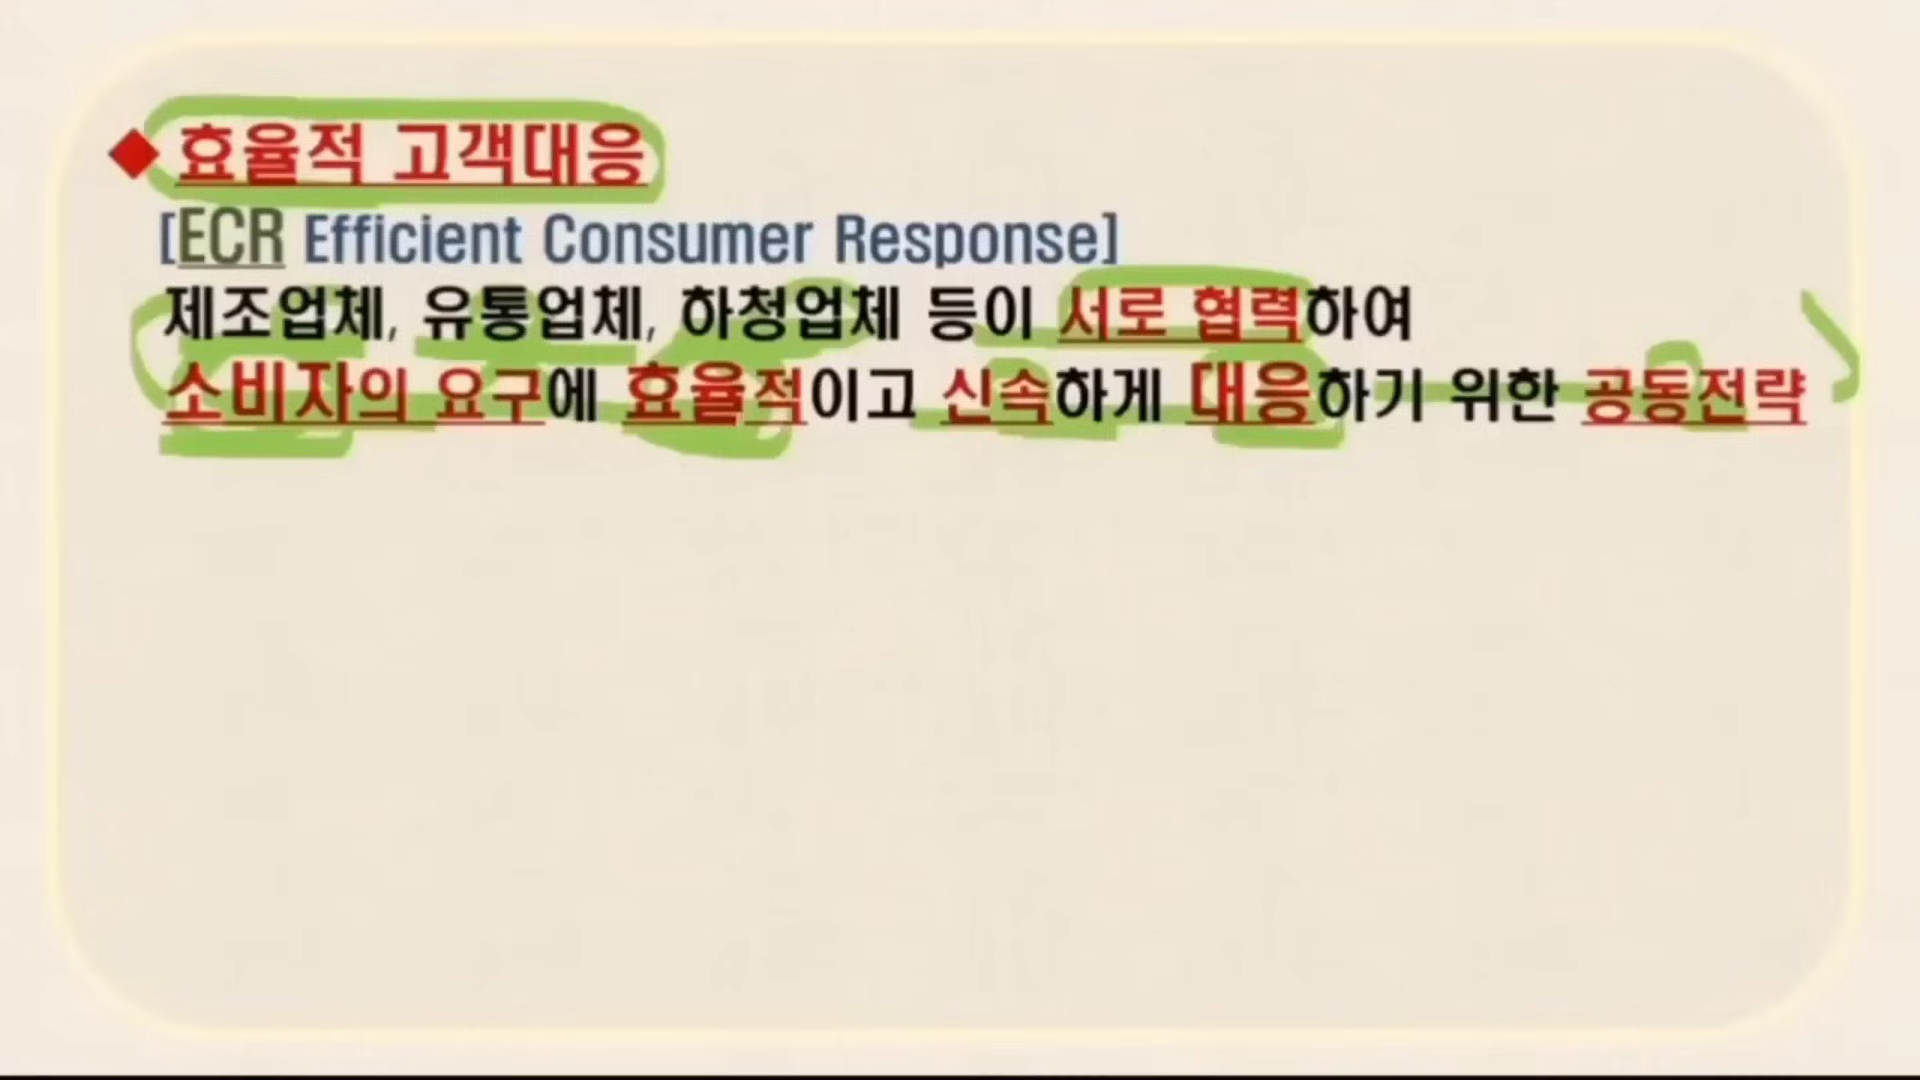 ◆ 효율적 고객대응
[ECR Efficient Consumer Response]
제조업체, 유통업체, 하청업체 등이 서로 협력하여
소비자의 요구에 효율적이고 신속하게 대응하기 위한 공동전략